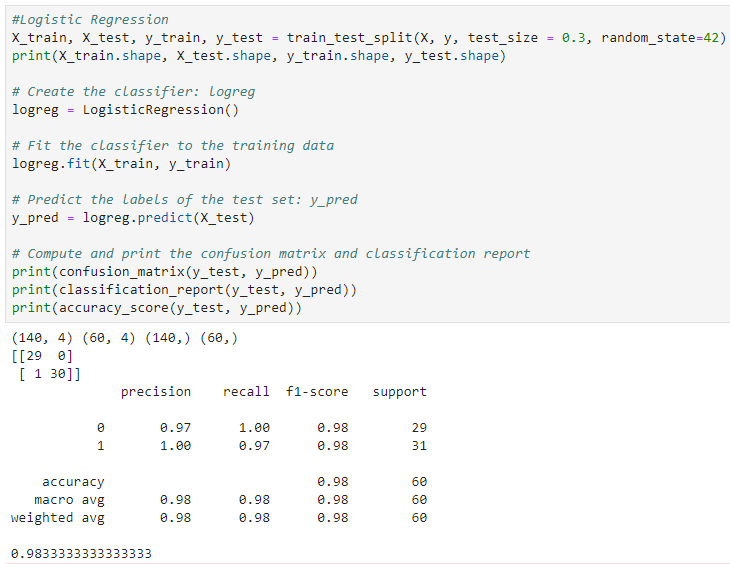 #Logistic Regression
X_train, X_test, y_train, y_test = train_test_split(X, y, test_size = 0.3, random_state=42)
print(X_train.shape, X_test.shape, y_train.shape, y_test.shape)
# Create the classifier: logreg
logreg = LogisticRegression()
# Fit the classifier to the training data
logreg.fit(X_train, y_train)
# Predict the labels of the test set: y_pred
y_pred = logreg.predict(X_test)
# Compute and print the confusion matrix and classification report
print(confusion_matrix(y_test, y_pred))
print(classification_report(y_test, y_pred))
print(accuracy_score(y_test, y_pred))
(140, 4) (60, 4) (140,) (60,)
[[29  0]
 [ 1 30]]
              precision    recall  f1-score   support
           0       0.97      1.00      0.98        29
           1       1.00      0.97      0.98        31
    accuracy                           0.98        60
   macro avg       0.98      0.98      0.98        60
weighted avg       0.98      0.98      0.98        60
0.9833333333333333